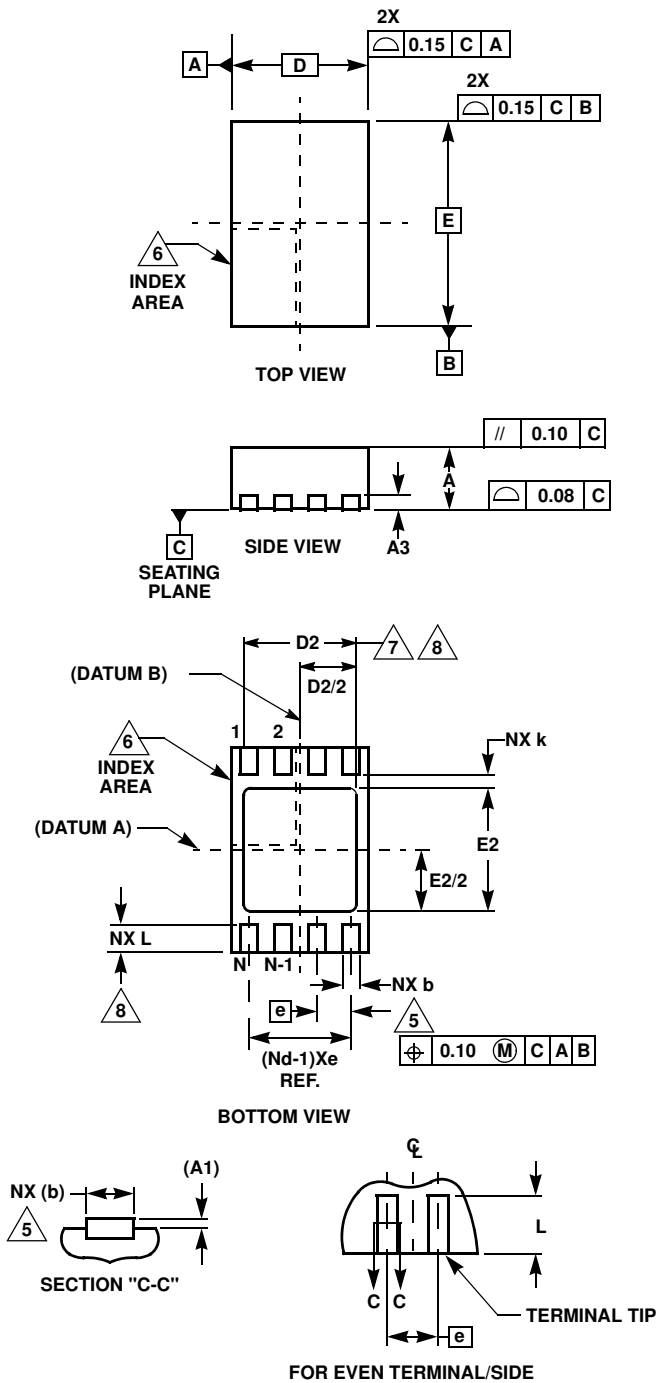 2X
⌓ 0.15 C A
A D
2X
⌓ 0.15 C B
E
6
INDEX
AREA
B
TOP VIEW
// 0.10 C
A
⌓ 0.08 C
C
SIDE VIEW
A3
SEATING
PLANE
D2 7 8
(DATUM B)
D2/2
1 2
6
INDEX
AREA
NX k
(DATUM A)
E2
E2/2
NX L
N N-1
NX b
8
e
5
(Nd-1)Xe
REF.
⌖ 0.10 Ⓜ C A B
BOTTOM VIEW
(A1)
NX (b)
5
SECTION "C-C"
℄
L
C C
TERMINAL TIP
e
FOR EVEN TERMINAL/SIDE